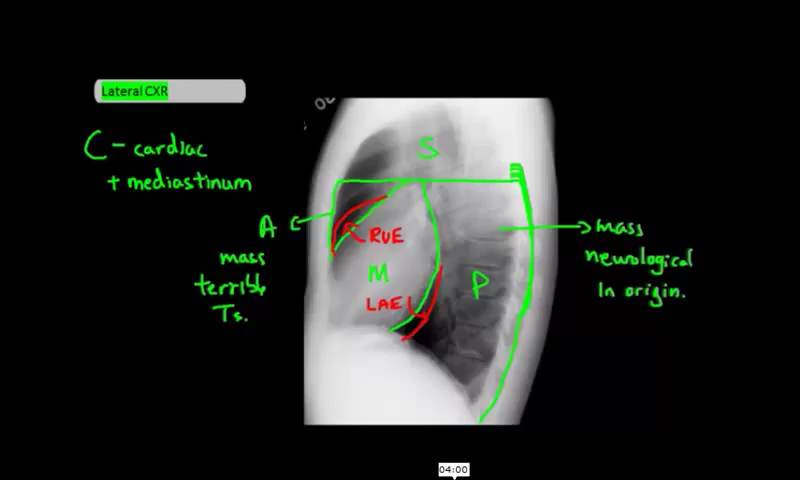 Lateral CXR
C - cardiac
+ mediastinum
S
A
mass
terrible
Ts.
RVE
M
LAE
P
mass
neurological
In origin.
04:00